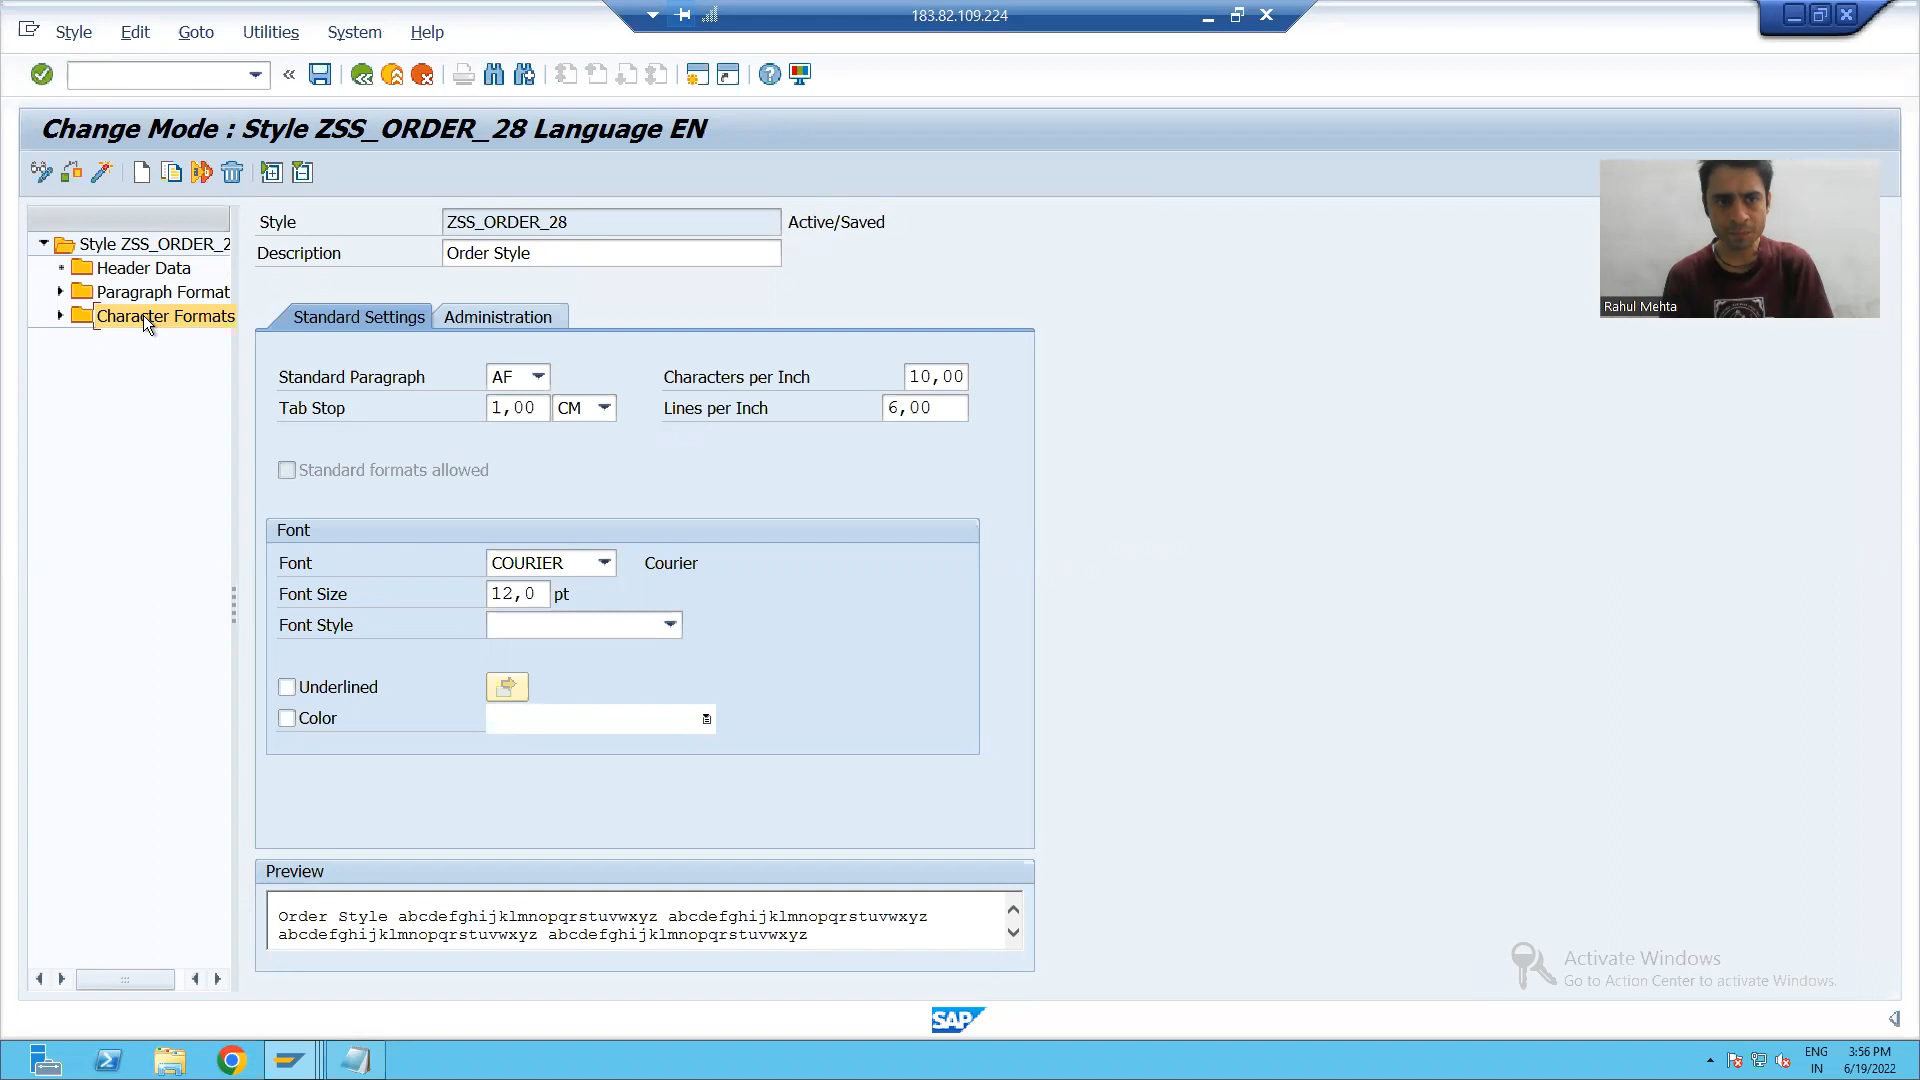 183.82.109.224
Style Edit Goto Utilities System Help
Change Mode : Style ZSS_ORDER_28 Language EN
Style ZSS_ORDER_2
Header Data
Paragraph Format
Character Formats
Style ZSS_ORDER_28 Active/Saved
Description Order Style
Standard Settings Administration
Standard Paragraph AF Characters per Inch 10,00
Tab Stop 1,00 CM Lines per Inch 6,00
Standard formats allowed
Font
Font COURIER Courier
Font Size 12,0 pt
Font Style
Underlined
Color
Preview
Order Style abcdefghijklmnopqrstuvwxyz abcdefghijklmnopqrstuvwxyz
abcdefghijklmnopqrstuvwxyz abcdefghijklmnopqrstuvwxyz
Rahul Mehta
Activate Windows
Go to Action Center to activate Windows.
SAP
ENG 3:56 PM
IN 6/19/2022